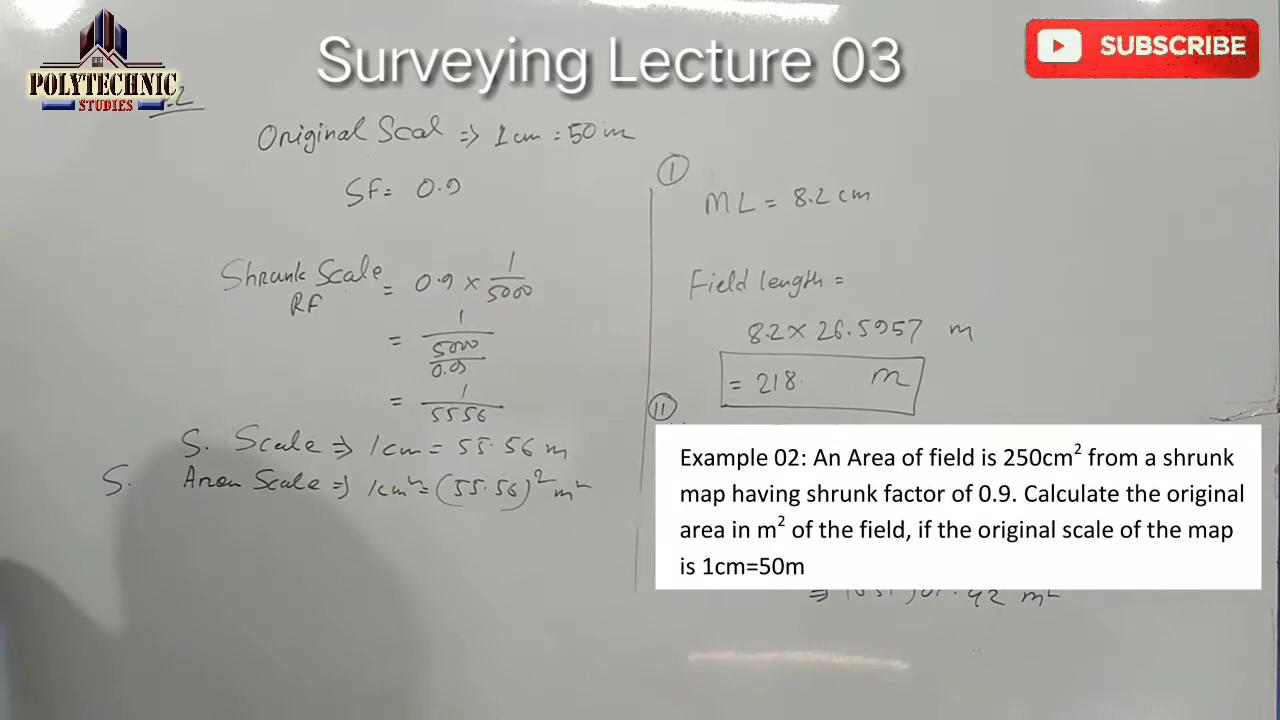 Surveying Lecture 03
SUBSCRIBE
POLYTECHNIC
STUDIES
Original Scal ⇒ 1 cm = 50 m
SF = 0.9
Shrunk Scale RF = 0.9 × 1/5000
= 1/(5000/0.9)
= 1/5556
S. Scale ⇒ 1cm = 55.56 m
S. Area Scale ⇒ 1cm² = (55.56)² m²
I
ML = 8.2 cm
Field length =
8.2 × 26.5957 m
= 218. m
II
Example 02: An Area of field is 250cm² from a shrunk
map having shrunk factor of 0.9. Calculate the original
area in m² of the field, if the original scale of the map
is 1cm=50m
m²